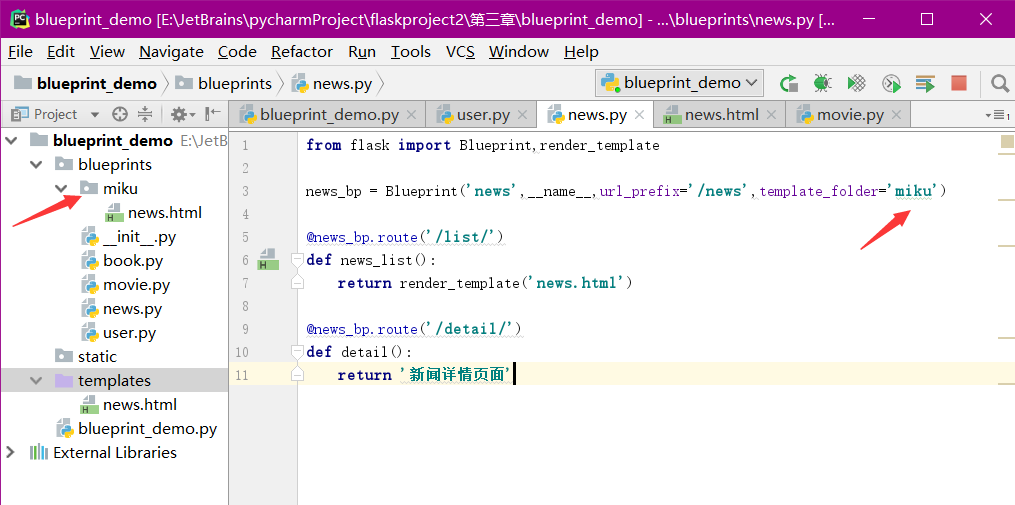 blueprint_demo [E:\JetBrains\pycharmProject\flaskproject2\第三章\blueprint_demo] - ...\blueprints\news.py [...
File Edit View Navigate Code Refactor Run Tools VCS Window Help
blueprint_demo blueprints news.py blueprint_demo
Project blueprint_demo.py user.py news.py news.html movie.py
blueprint_demo E:\JetB
blueprints
miku
news.html
__init__.py
book.py
movie.py
news.py
user.py
static
templates
news.html
blueprint_demo.py
External Libraries
1 from flask import Blueprint,render_template
2
3 news_bp = Blueprint('news',__name__,url_prefix='/news',template_folder='miku')
4
5 @news_bp.route('/list/')
6 def news_list():
7 return render_template('news.html')
8
9 @news_bp.route('/detail/')
10 def detail():
11 return '新闻详情页面'